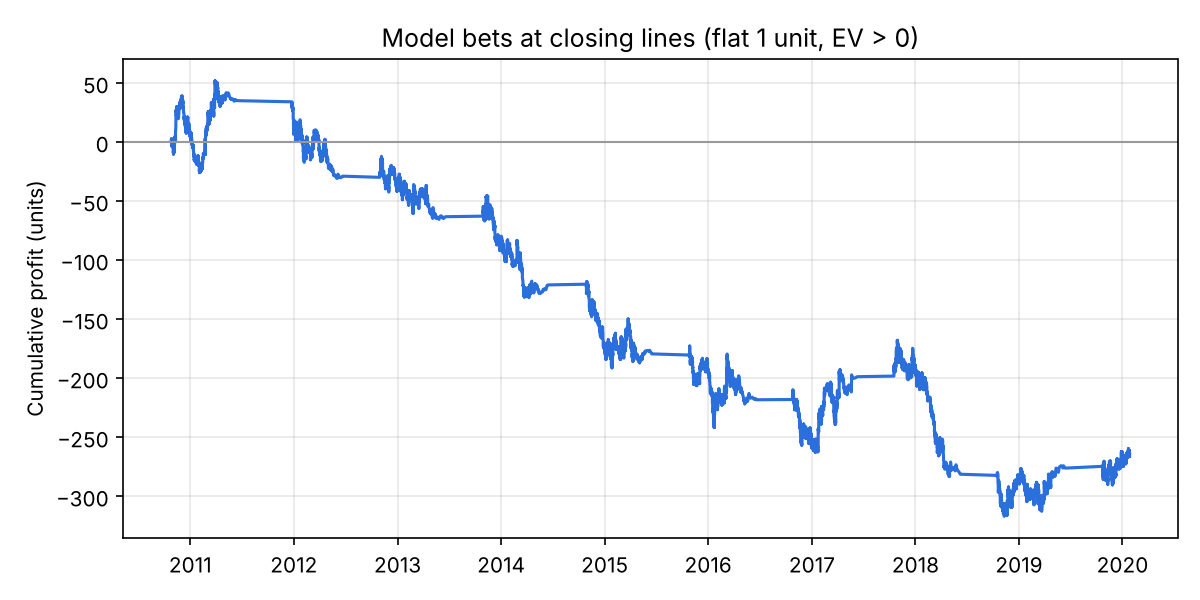 Model bets at closing lines (flat 1 unit, EV > 0)
Cumulative profit (units)
50
0
−50
−100
−150
−200
−250
−300
2011 2012 2013 2014 2015 2016 2017 2018 2019 2020